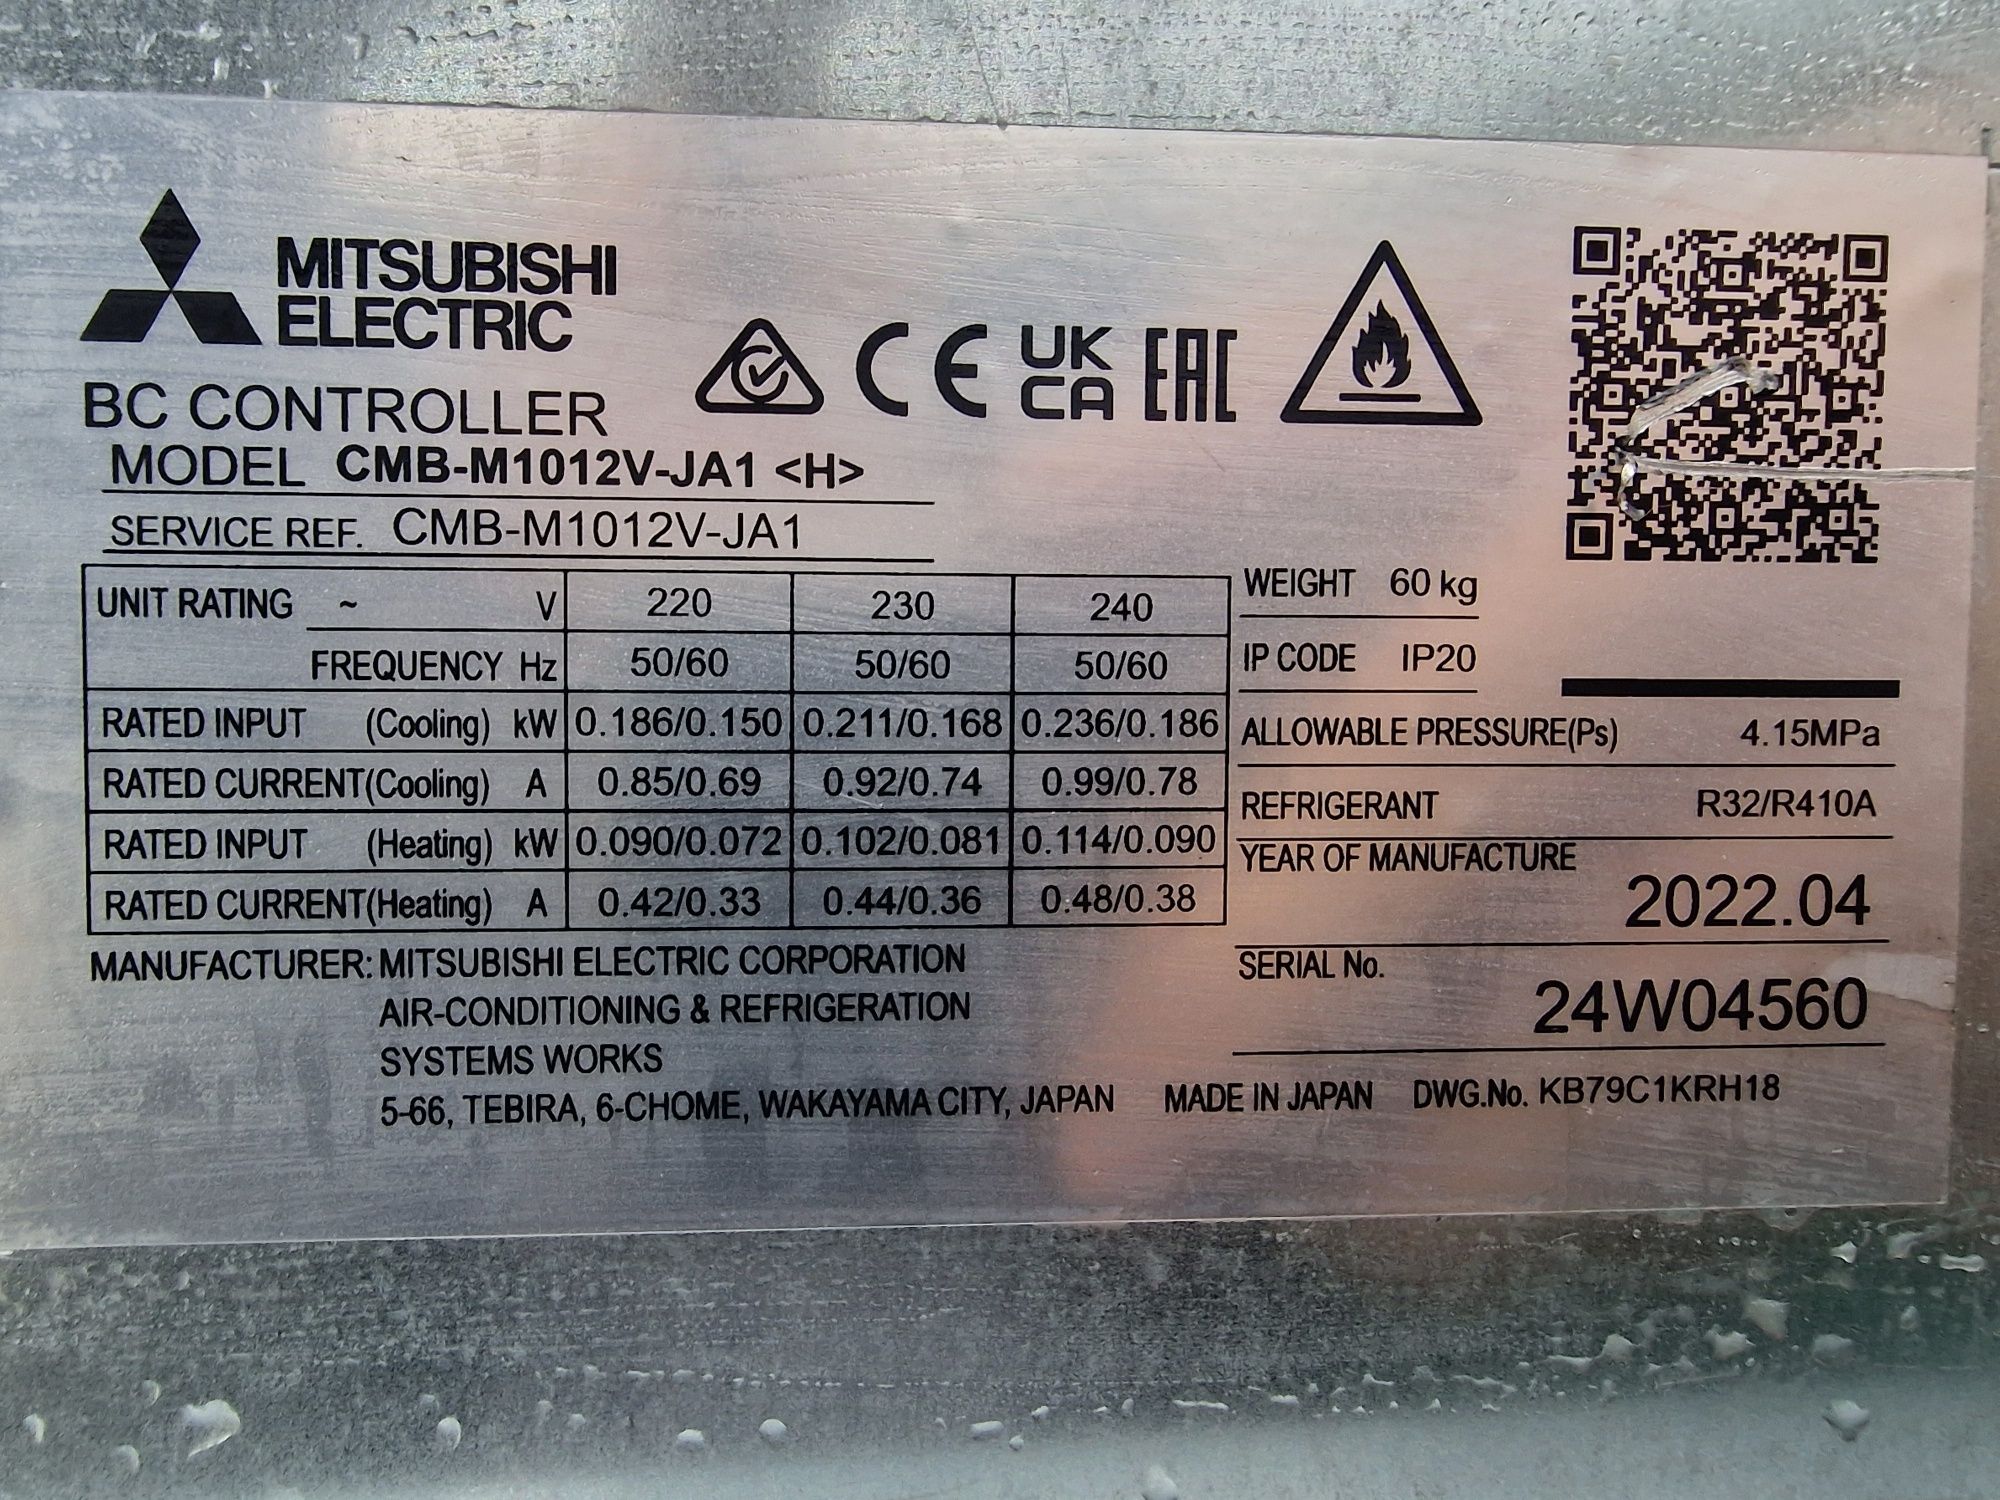 MITSUBISHI
ELECTRIC
BC CONTROLLER
CE UK CA EAC
MODEL CMB-M1012V-JA1 <H>
SERVICE REF. CMB-M1012V-JA1
UNIT RATING ~ V 220 230 240
FREQUENCY Hz 50/60 50/60 50/60
RATED INPUT (Cooling) kW 0.186/0.150 0.211/0.168 0.236/0.186
RATED CURRENT(Cooling) A 0.85/0.69 0.92/0.74 0.99/0.78
RATED INPUT (Heating) kW 0.090/0.072 0.102/0.081 0.114/0.090
RATED CURRENT(Heating) A 0.42/0.33 0.44/0.36 0.48/0.38
WEIGHT 60 kg
IP CODE IP20
ALLOWABLE PRESSURE(Ps) 4.15MPa
REFRIGERANT R32/R410A
YEAR OF MANUFACTURE
2022.04
SERIAL No.
24W04560
MANUFACTURER: MITSUBISHI ELECTRIC CORPORATION
AIR-CONDITIONING & REFRIGERATION
SYSTEMS WORKS
5-66, TEBIRA, 6-CHOME, WAKAYAMA CITY, JAPAN MADE IN JAPAN DWG.No. KB79C1KRH18